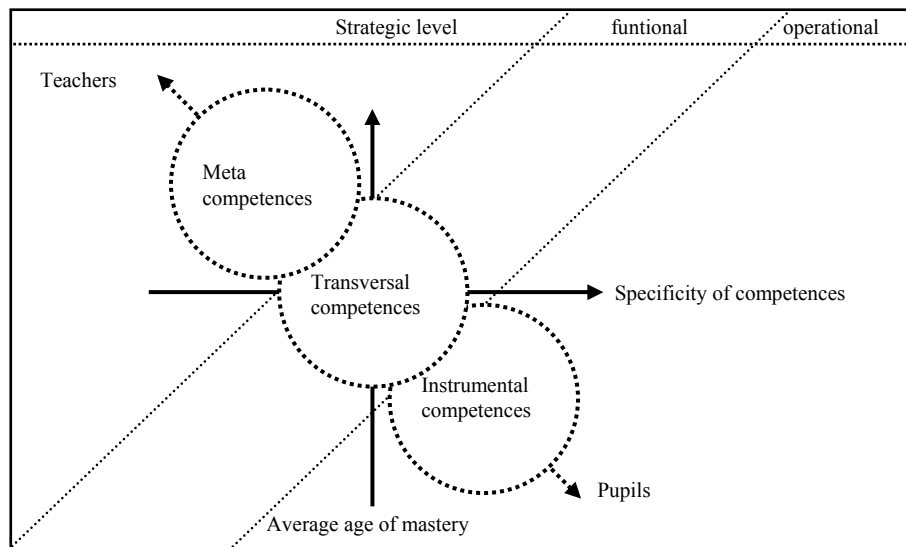 Strategic level funtional operational
Teachers
Meta
competences
Transversal
competences
Specificity of competences
Instrumental
competences
Pupils
Average age of mastery